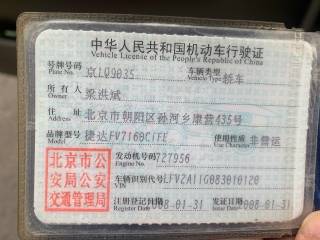 中华人民共和国机动车行驶证
Vehicle License of the People's Republic of China
号牌号码 京LQ9035 车辆类型 轿车
Plate No. Vehicle Type
所有人 梁洪斌
Owner
住址 北京市朝阳区孙河乡康营435号
Address
品牌型号 捷达FV7160CiFE 使用性质 非营运
Model Use Character
北京市公安局公安交通管理局
发动机号码 727956
Engine No.
车辆识别代号 LFV2A11G083010120
VIN
注册登记日期 2008-01-31 发证日期 2008-01-31
Register Date Issue Date